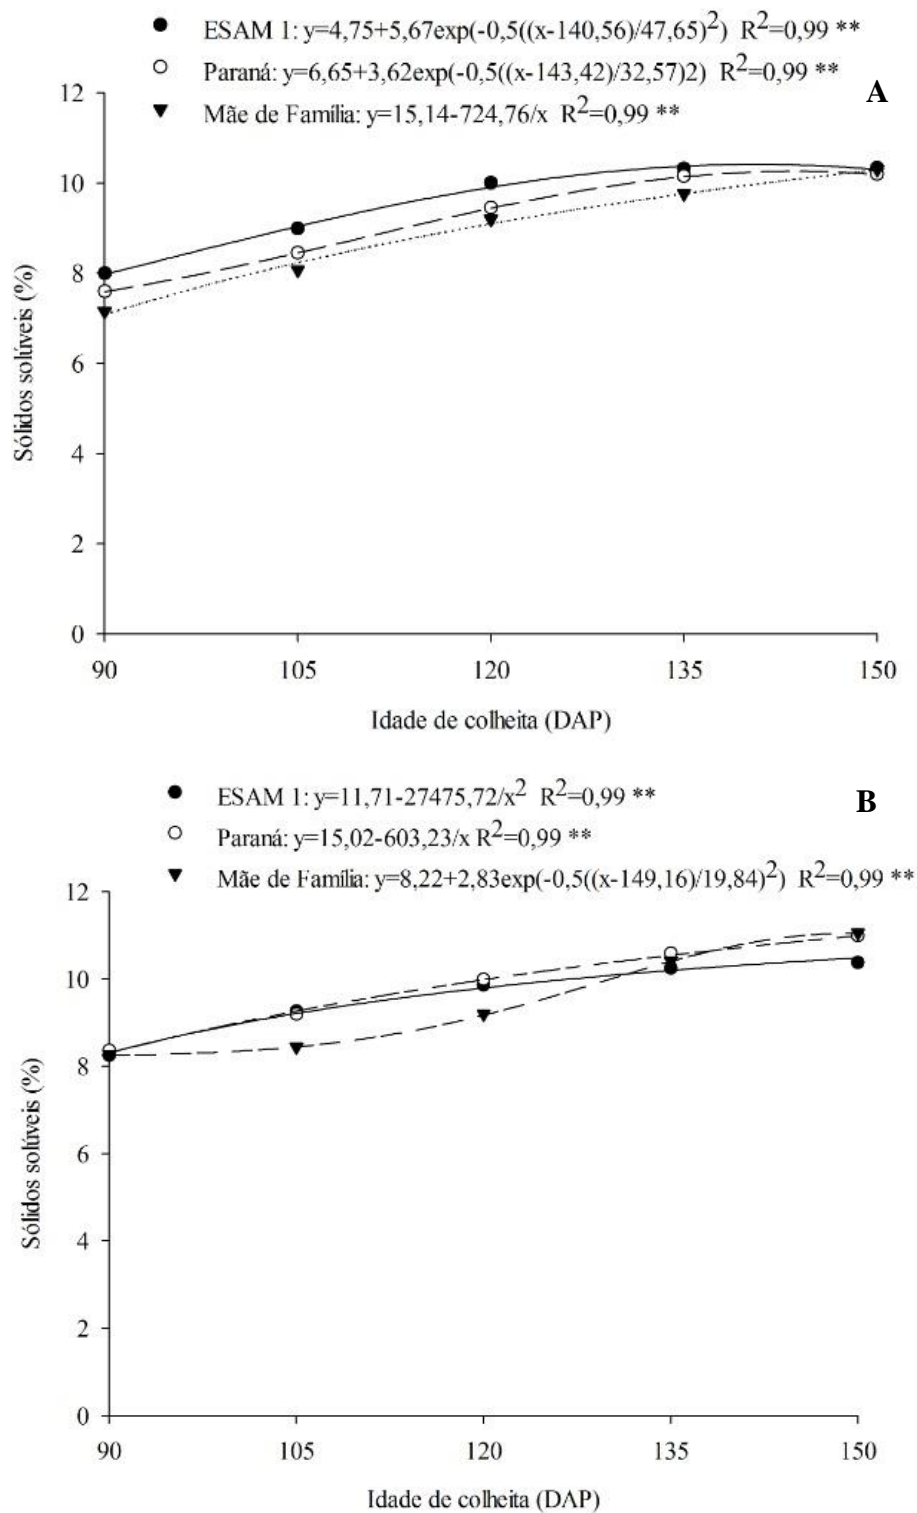 ESAM 1: y=4,75+5,67exp(-0,5((x-140,56)/47,65)2) R2=0,99 **
Paraná: y=6,65+3,62exp(-0,5((x-143,42)/32,57)2) R2=0,99 **
Mãe de Família: y=15,14-724,76/x R2=0,99 **
A
12
10
8
6
4
2
0
Sólidos solúveis (%)
90 105 120 135 150
Idade de colheita (DAP)
ESAM 1: y=11,71-27475,72/x2 R2=0,99 **
Paraná: y=15,02-603,23/x R2=0,99 **
Mãe de Família: y=8,22+2,83exp(-0,5((x-149,16)/19,84)2) R2=0,99 **
B
12
10
8
6
4
2
0
Sólidos solúveis (%)
90 105 120 135 150
Idade de colheita (DAP)